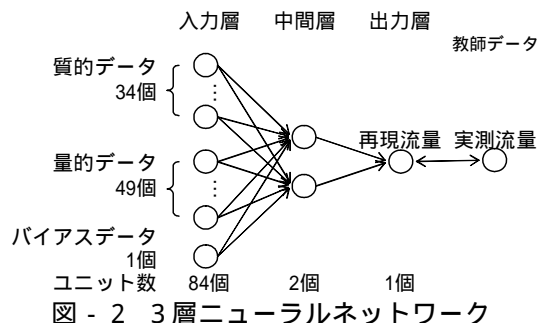 入力層 中間層 出力層
教師データ
質的データ
34個
再現流量 実測流量
量的データ
49個
バイアスデータ
1個
ユニット数 84個 2個 1個
図 - 2 3層ニューラルネットワーク